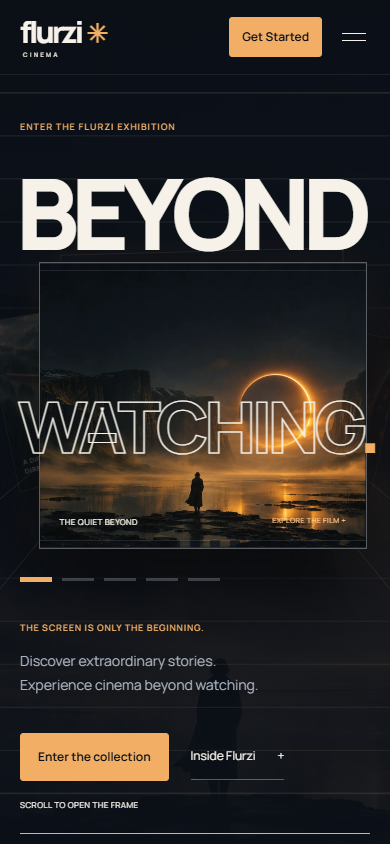 flurzi
CINEMA
Get Started
ENTER THE FLURZI EXHIBITION
BEYOND
WATCHING
THE QUIET BEYOND
EXPLORE THE FILM +
THE SCREEN IS ONLY THE BEGINNING.
Discover extraordinary stories.
Experience cinema beyond watching.
Enter the collection
Inside Flurzi +
SCROLL TO OPEN THE FRAME